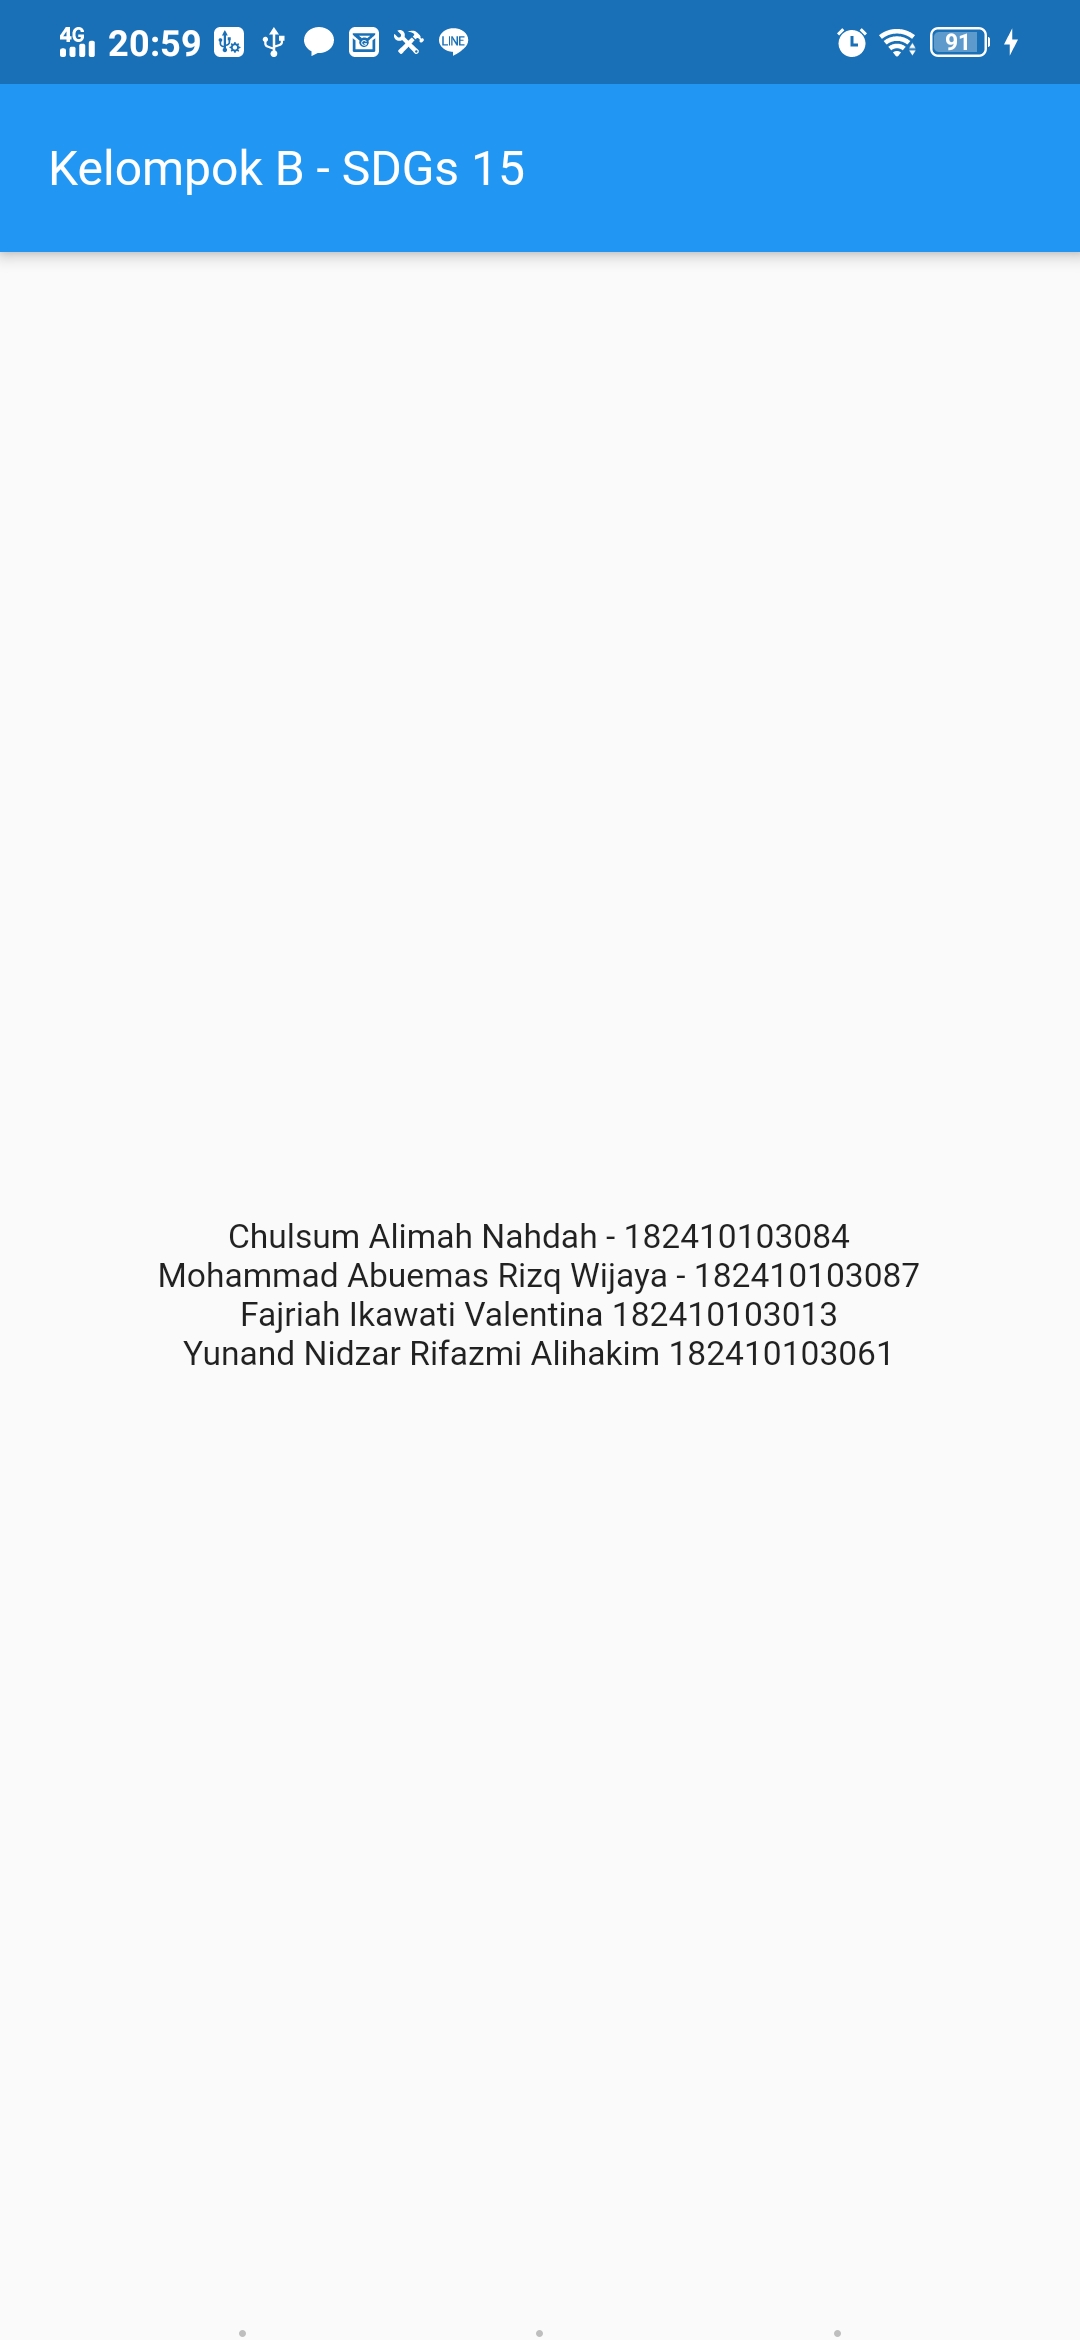 4G 20:59 LINE 91
Kelompok B - SDGs 15
Chulsum Alimah Nahdah - 182410103084
Mohammad Abuemas Rizq Wijaya - 182410103087
Fajriah Ikawati Valentina 182410103013
Yunand Nidzar Rifazmi Alihakim 182410103061